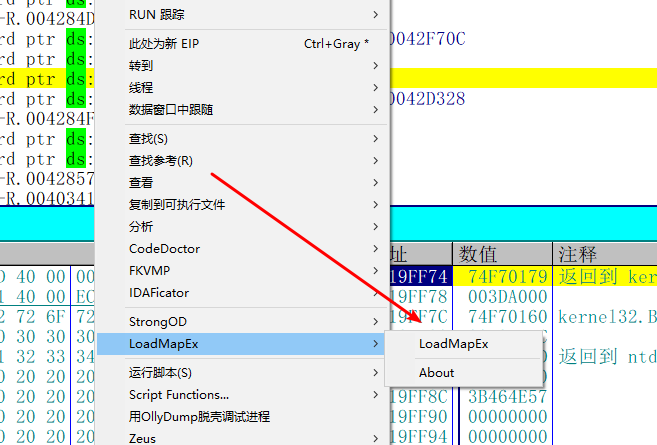 RUN 跟踪
-R.004284D
rd ptr ds:
此处为新 EIP Ctrl+Gray *
0042F70C
rd ptr ds:
转到
rd ptr ds:
线程
rd ptr ds:
数据窗口中跟随
0042D328
-R.004284F
rd ptr ds:
查找(S)
rd ptr ds:
查找参考(R)
-R.0042857
查看
-R.0040341
复制到可执行文件
分析
CodeDoctor
址 数值 注释
FKVMP
0 40 00 00
19FF74 74F70179 返回到 ker
IDAFicator
1 40 00 EC
19FF78 003DA000
2 72 6F 72
StrongOD
19FF7C 74F70160 kernel32.B
0 30 30 30
LoadMapEx
LoadMapEx
1 32 33 34
返回到 ntd
运行脚本(S)
About
0 20 20 20
Script Functions...
19FF8C 3B464E57
0 20 20 20
用OllyDump脱壳调试进程
19FF90 00000000
0 20 20 20
Zeus
19FF94 00000000
0 20 20 20